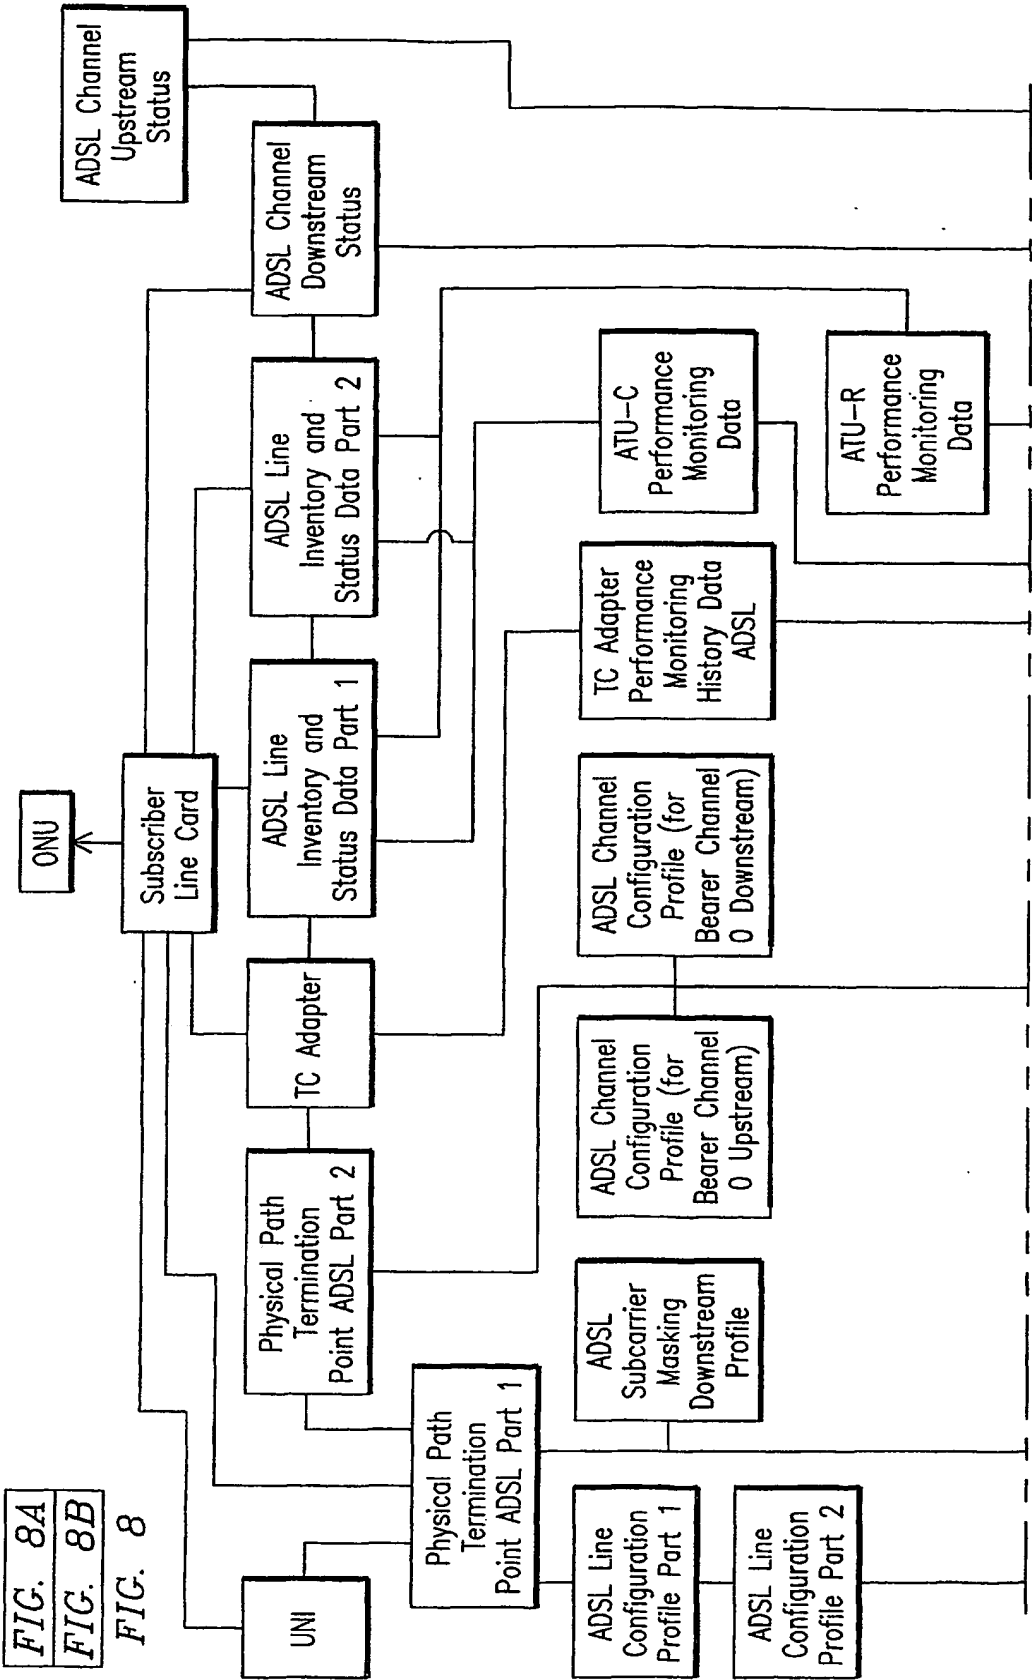 FIG. 8A
FIG. 8B
FIG. 8
ONU
Subscriber
Line Card
ADSL Channel
Upstream
Status
UNI
Physical Path
Termination
Point ADSL Part 2
TC Adapter
ADSL Line
Inventory and
Status Data Part 1
ADSL Line
Inventory and
Status Data Part 2
ADSL Channel
Downstream
Status
Physical Path
Termination
Point ADSL Part 1
ADSL Line
Configuration
Profile Part 1
ADSL
Subcarrier
Masking
Downstream
Profile
ADSL Channel
Configuration
Profile (for
Bearer Channel
0 Upstream)
ADSL Channel
Configuration
Profile (for
Bearer Channel
0 Downstream)
TC Adapter
Performance
Monitoring
History Data
ADSL
ATU-C
Performance
Monitoring
Data
ADSL Line
Configuration
Profile Part 2
ATU-R
Performance
Monitoring
Data